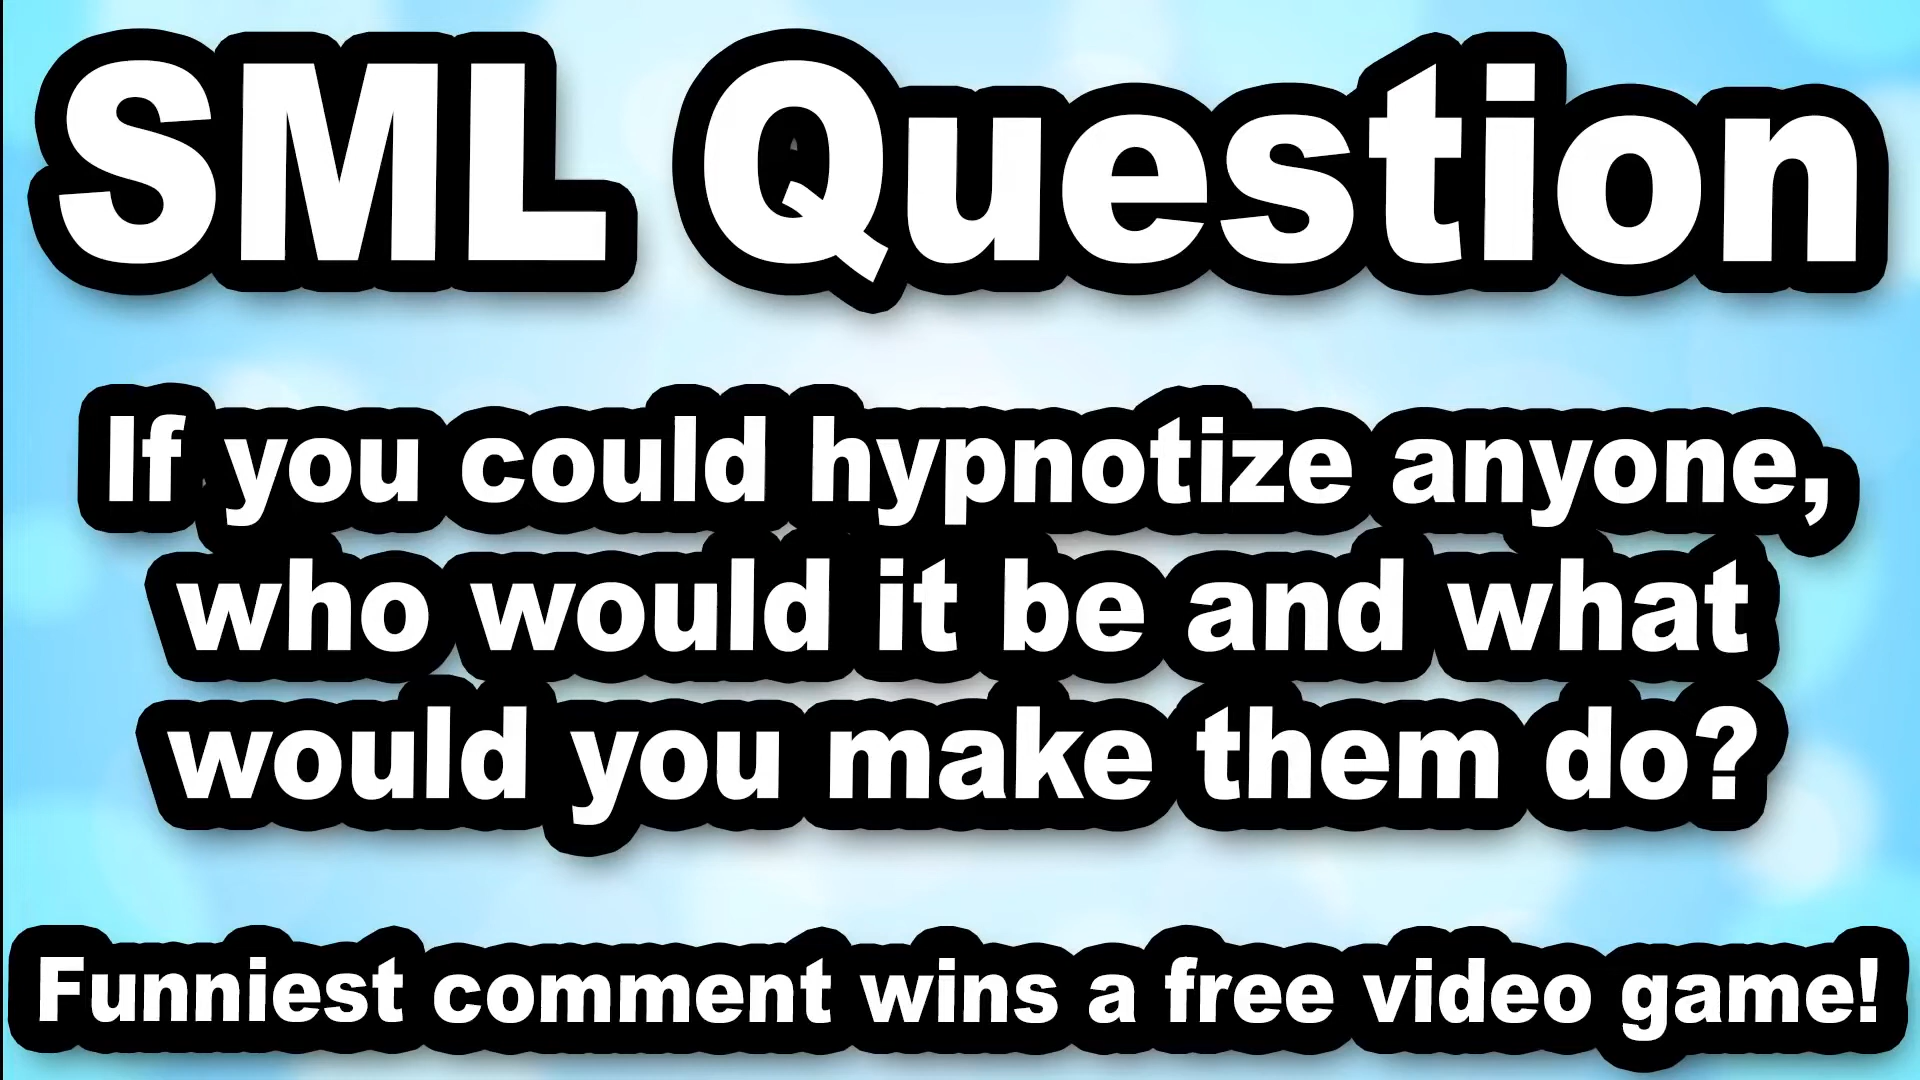 SML Question
If you could hypnotize anyone,
who would it be and what
would you make them do?
Funniest comment wins a free video game!